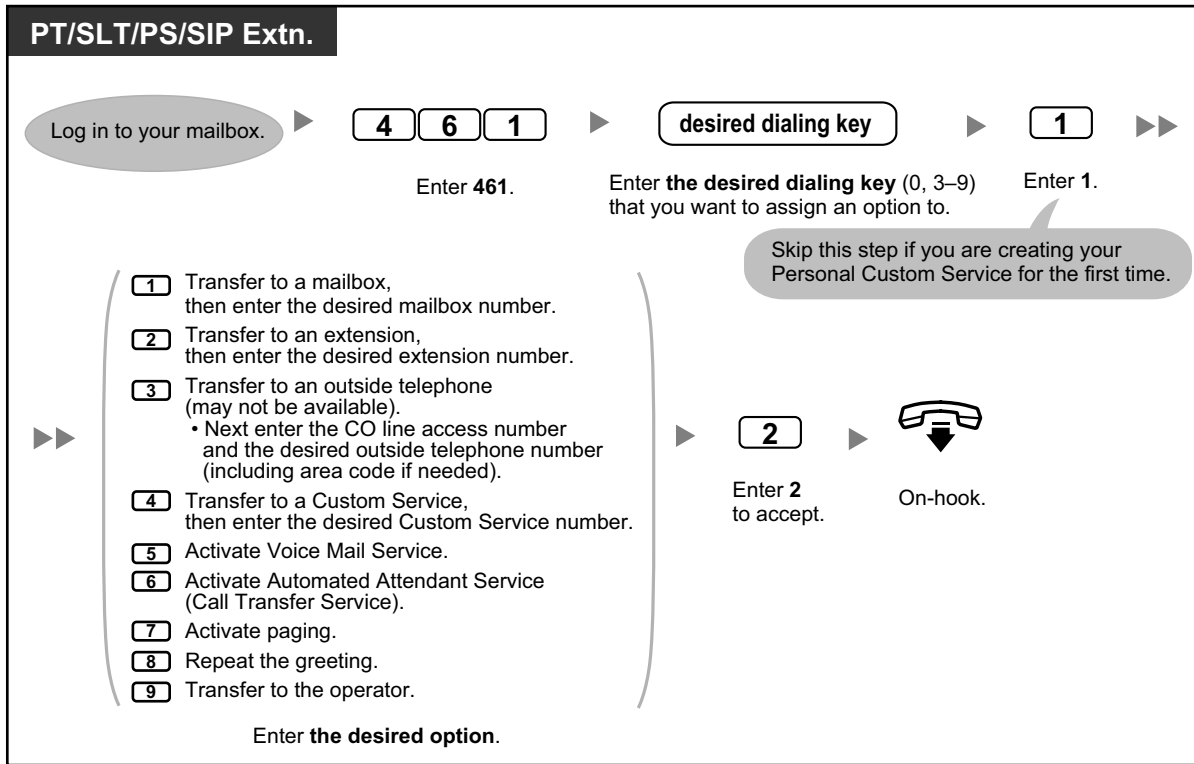 PT/SLT/PS/SIP Extn.
Log in to your mailbox.
4 6 1
desired dialing key
1
Enter 461.
Enter the desired dialing key (0, 3–9)
that you want to assign an option to.
Enter 1.
Skip this step if you are creating your
Personal Custom Service for the first time.
1 Transfer to a mailbox,
then enter the desired mailbox number.
2 Transfer to an extension,
then enter the desired extension number.
3 Transfer to an outside telephone
(may not be available).
• Next enter the CO line access number
and the desired outside telephone number
(including area code if needed).
4 Transfer to a Custom Service,
then enter the desired Custom Service number.
5 Activate Voice Mail Service.
6 Activate Automated Attendant Service
(Call Transfer Service).
7 Activate paging.
8 Repeat the greeting.
9 Transfer to the operator.
Enter the desired option.
2
Enter 2
to accept.
On-hook.